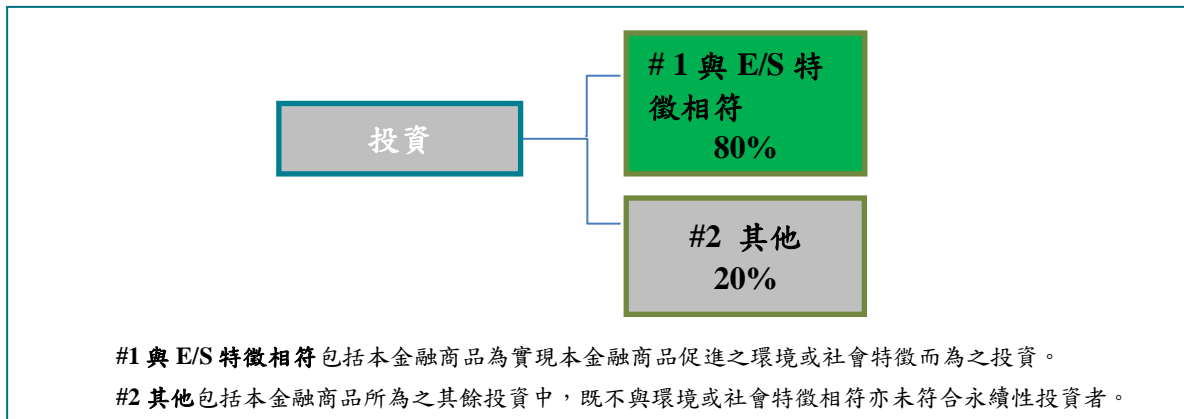 投資
# 1 與 E/S 特
徵相符
80%
#2 其他
20%
#1 與 E/S 特徵相符包括本金融商品為實現本金融商品促進之環境或社會特徵而為之投資。
#2 其他包括本金融商品所為之其餘投資中，既不與環境或社會特徵相符亦未符合永續性投資者。